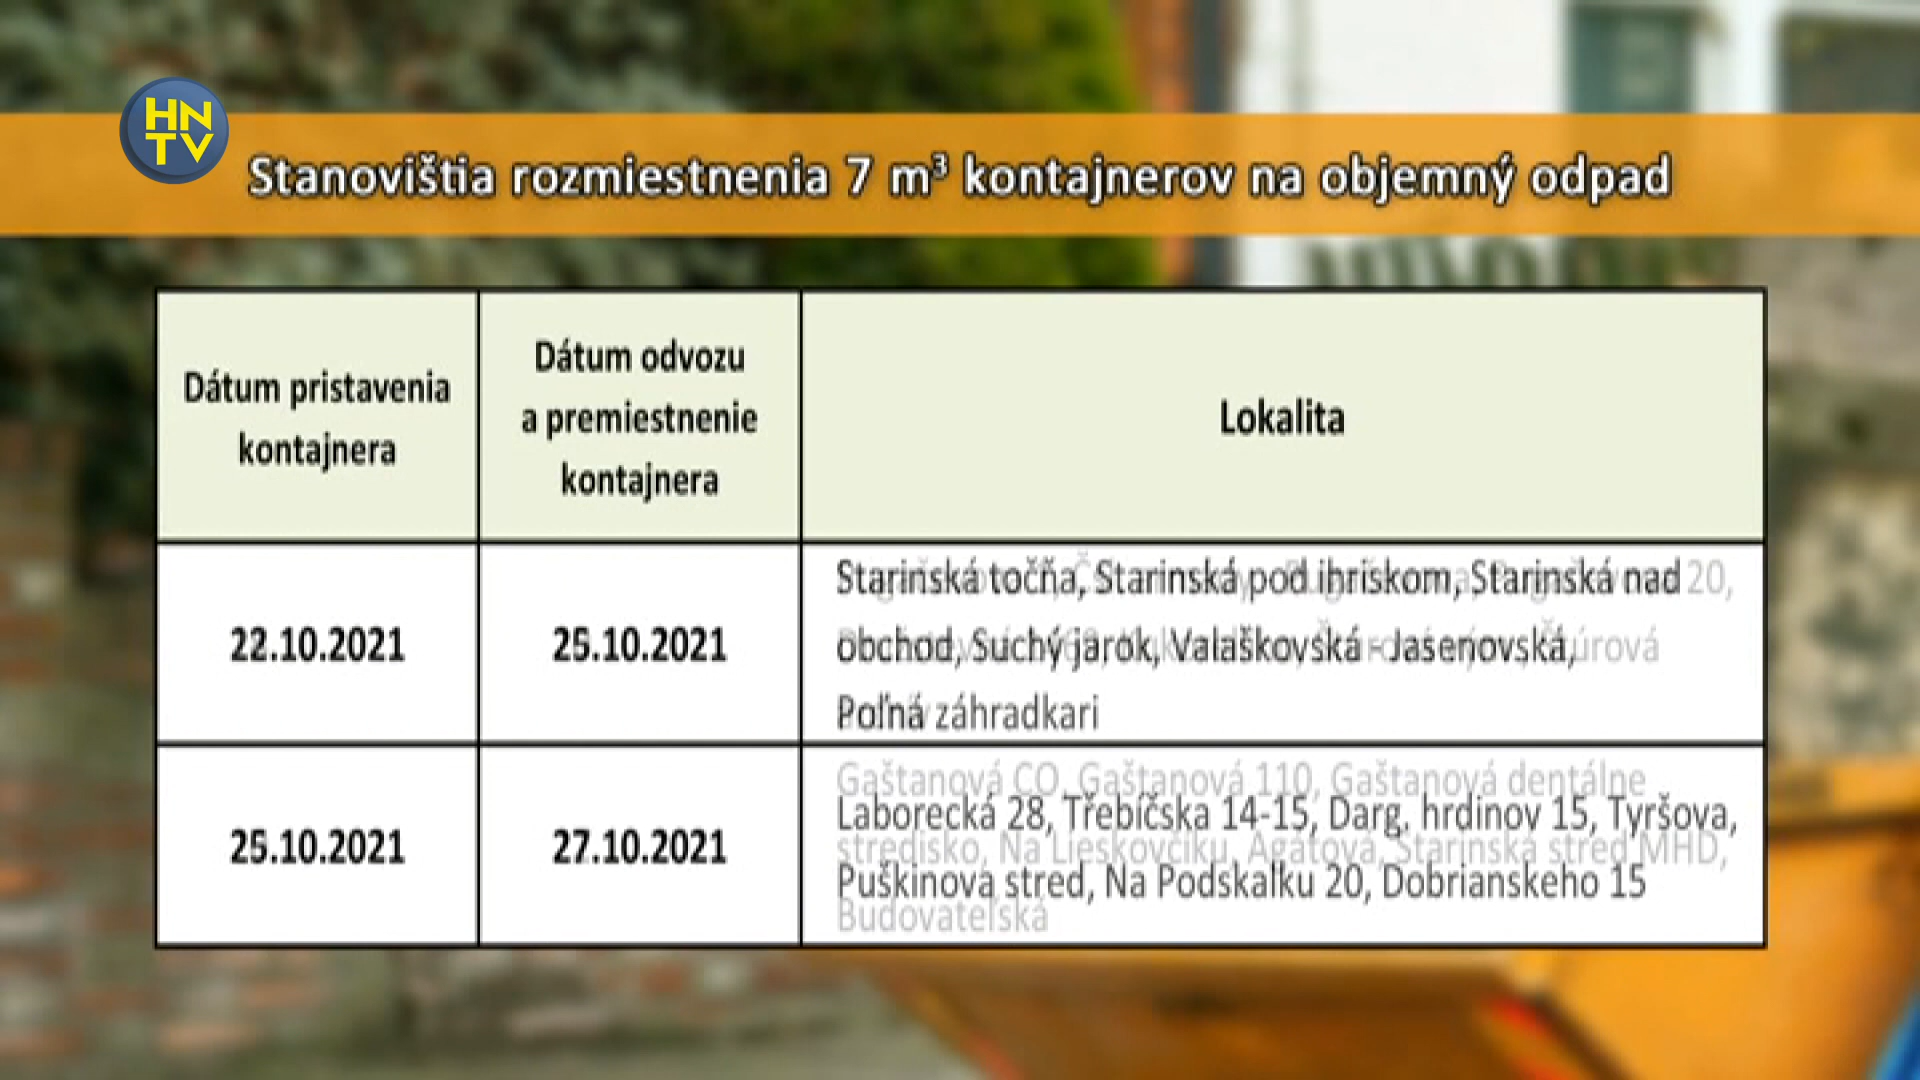 HN
TV
Stanovištia rozmiestnenia 7 m³ kontajnerov na objemný odpad
Dátum pristavenia
kontajnera
Dátum odvozu
a premiestnenie
kontajnera
Lokalita
22.10.2021
25.10.2021
Starinská točňa, Starinská pod ihriskom, Starinská nad
20,
obchod, Suchý jarok, Valaškovská - Jasenovská,
Štúrová
Poľná záhradkari
25.10.2021
27.10.2021
Gaštanová CO, Gaštanová 110, Gaštanová dentálne
Laborecká 28, Třebíčska 14-15, Darg. hrdinov 15, Tyršova,
stredisko, Na Lieskovčíku, Agátová, Starinská stred MHD,
Puškinova stred, Na Podskalku 20, Dobrianskeho 15
Budovateľská